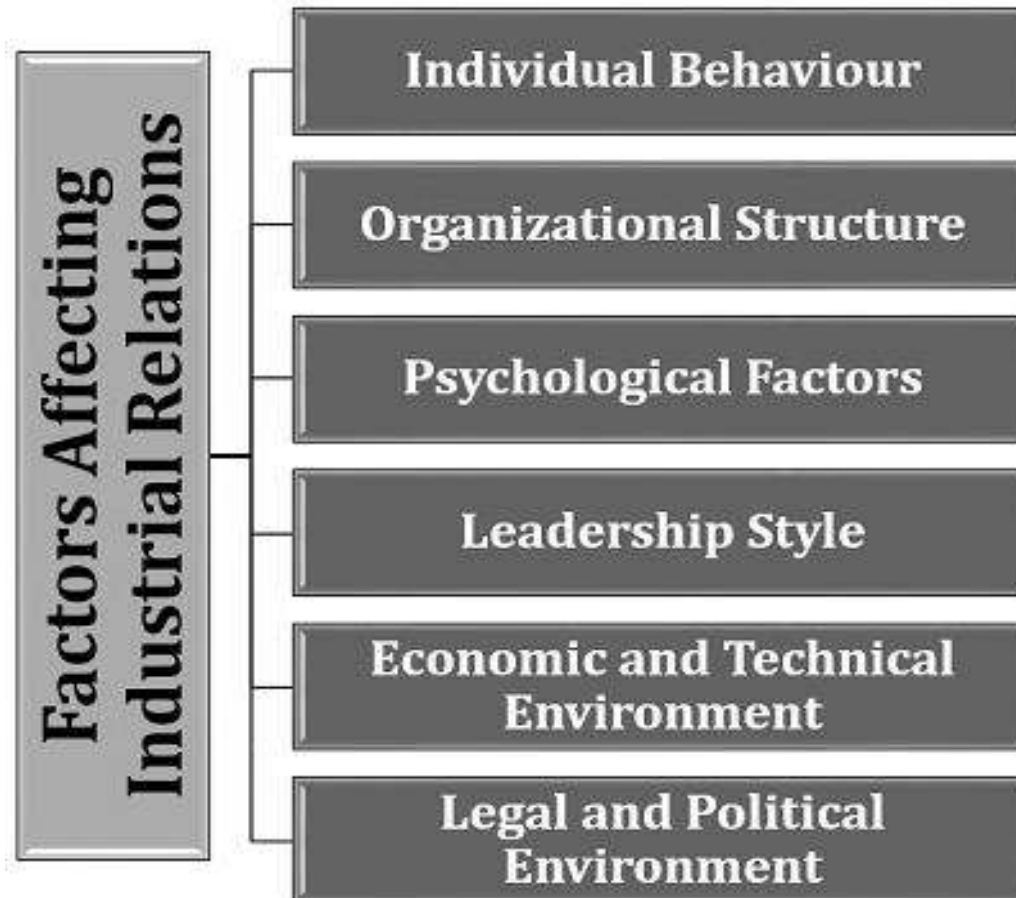 Factors Affecting
Industrial Relations
Individual Behaviour
Organizational Structure
Psychological Factors
Leadership Style
Economic and Technical
Environment
Legal and Political
Environment